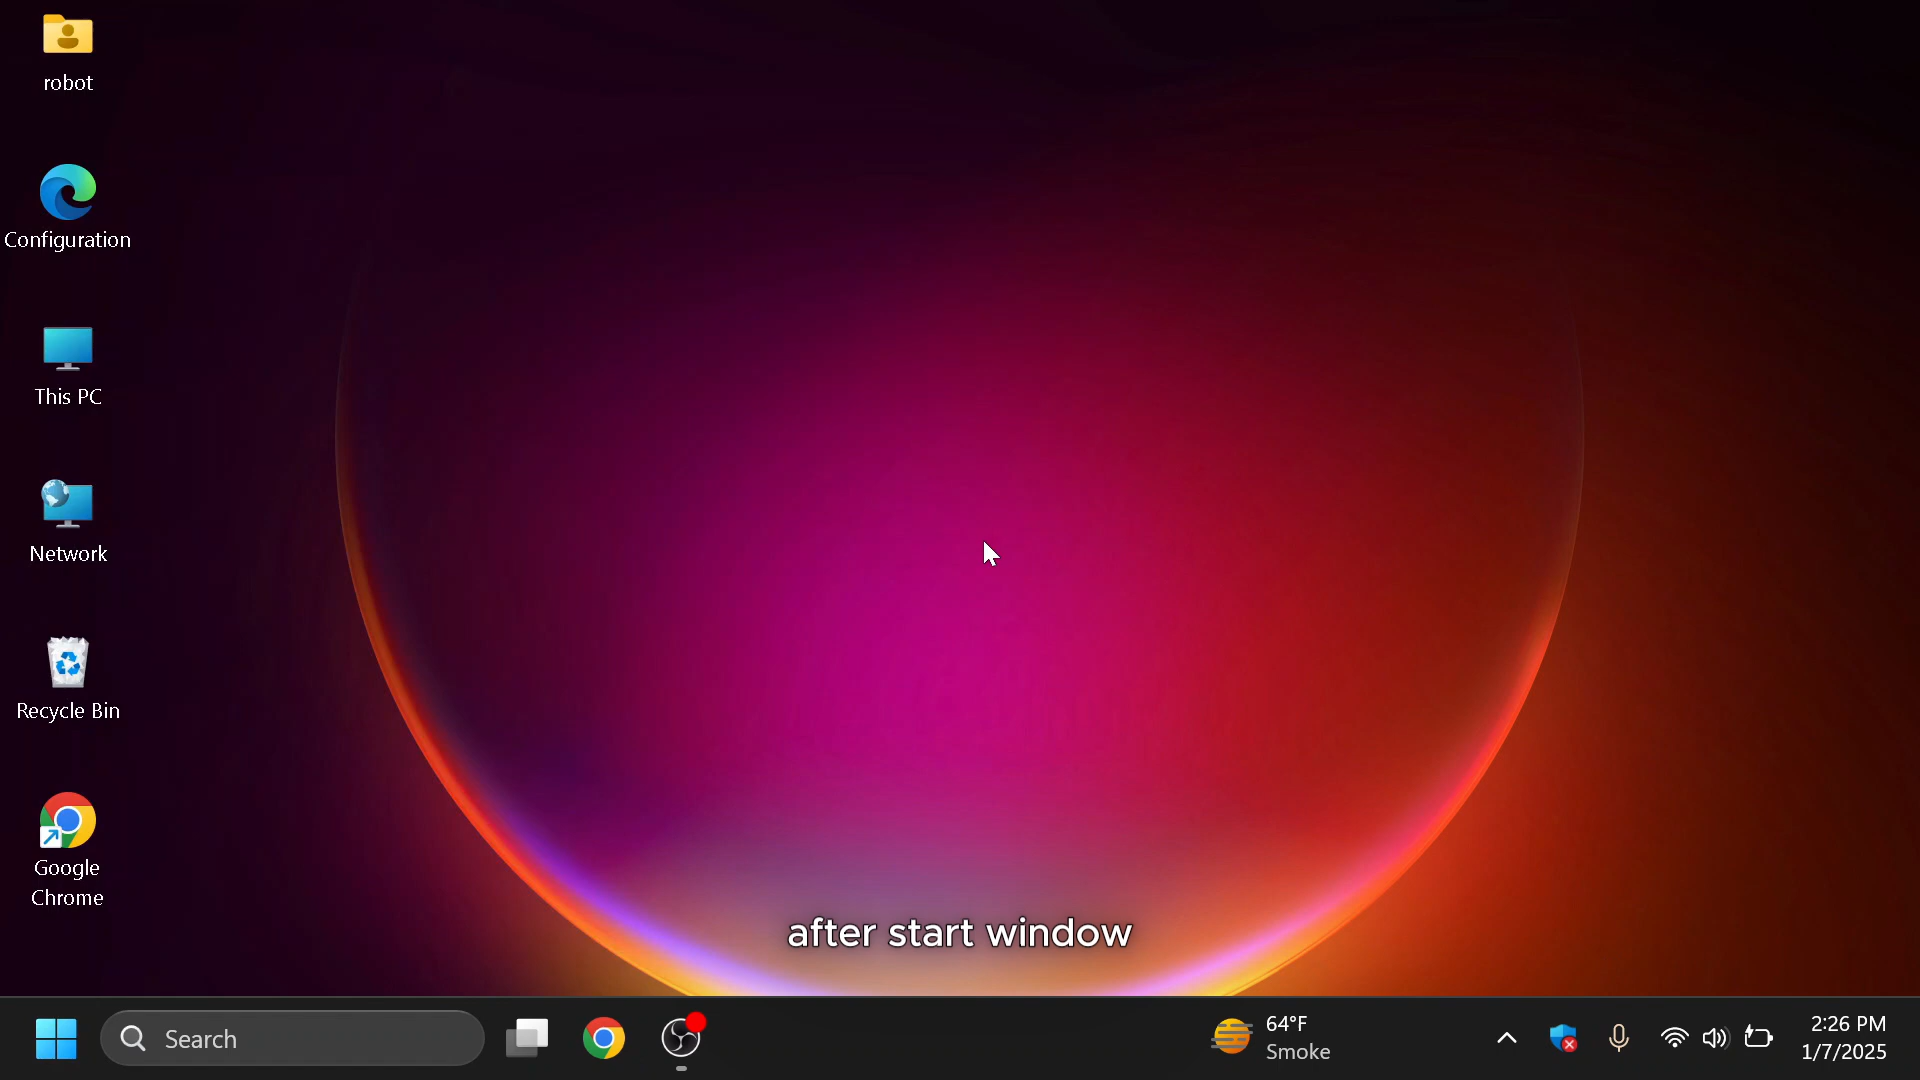 robot
Configuration
This PC
Network
Recycle Bin
Google
Chrome
after start window
Search
64°F
Smoke
2:26 PM
1/7/2025